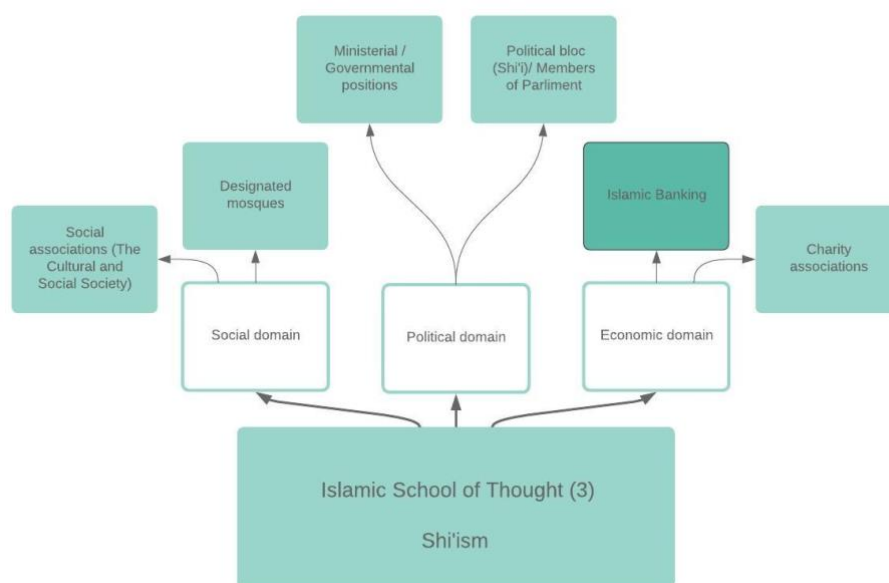 Ministerial /
Governmental
positions
Political bloc
(Shi'i)/ Members
of Parliment
Designated
mosques
Islamic Banking
Social
associations (The
Cultural and
Social Society)
Charity
associations
Social domain
Political domain
Economic domain
Islamic School of Thought (3)
Shi'ism